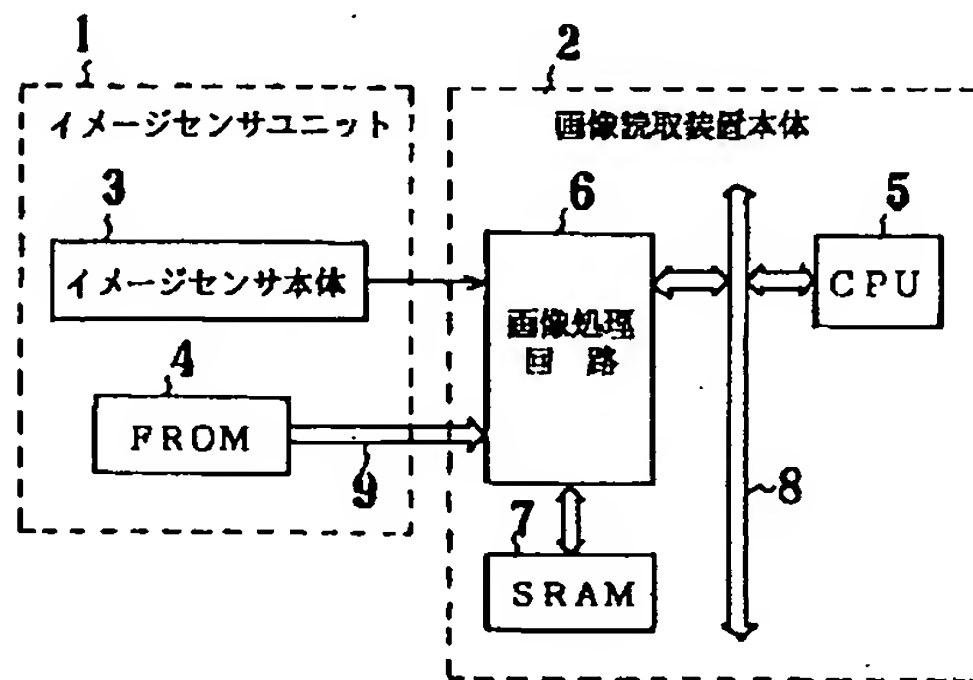 1
イメージセンサユニット
3
イメージセンサ本体
4
FROM
9
2
画像読取装置本体
6
画像処理
回路
5
CPU
7
SRAM
8